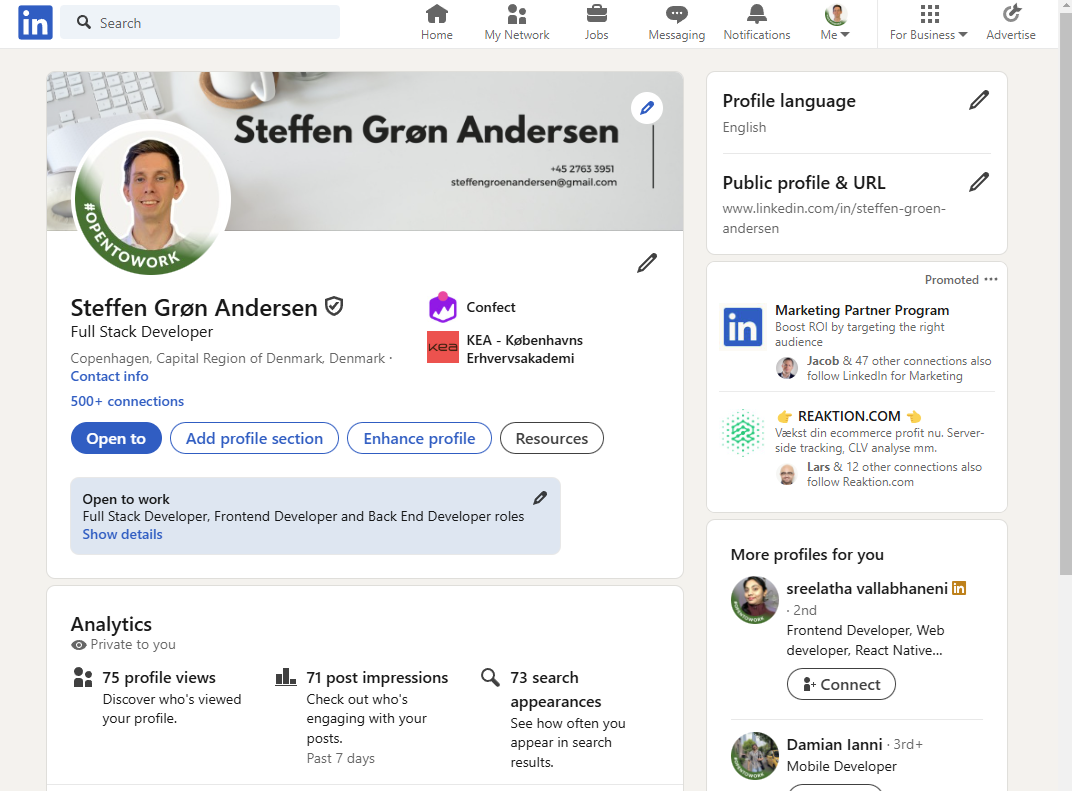 in
Search
Home
My Network
Jobs
Messaging
Notifications
Me
For Business
Advertise
Steffen Grøn Andersen
+45 2763 3951
steffengroenandersen@gmail.com
#OPENTOWORK
Steffen Grøn Andersen
Full Stack Developer
Copenhagen, Capital Region of Denmark, Denmark ·
Contact info
500+ connections
Confect
kea
KEA - Københavns
Erhvervsakademi
Open to
Add profile section
Enhance profile
Resources
Open to work
Full Stack Developer, Frontend Developer and Back End Developer roles
Show details
Analytics
Private to you
75 profile views
Discover who's viewed
your profile.
71 post impressions
Check out who's
engaging with your
posts.
Past 7 days
73 search
appearances
See how often you
appear in search
results.
Profile language
English
Public profile & URL
www.linkedin.com/in/steffen-groen-
andersen
Promoted
in
Marketing Partner Program
Boost ROI by targeting the right
audience
Jacob & 47 other connections also
follow LinkedIn for Marketing
👉 REAKTION.COM 👈
Vækst din ecommerce profit nu. Server-
side tracking, CLV analyse mm.
Lars & 12 other connections also
follow Reaktion.com
More profiles for you
#OPENTOWORK
sreelatha vallabhaneni in
· 2nd
Frontend Developer, Web
developer, React Native...
Connect
#OPENTOWORK
Damian Ianni · 3rd+
Mobile Developer